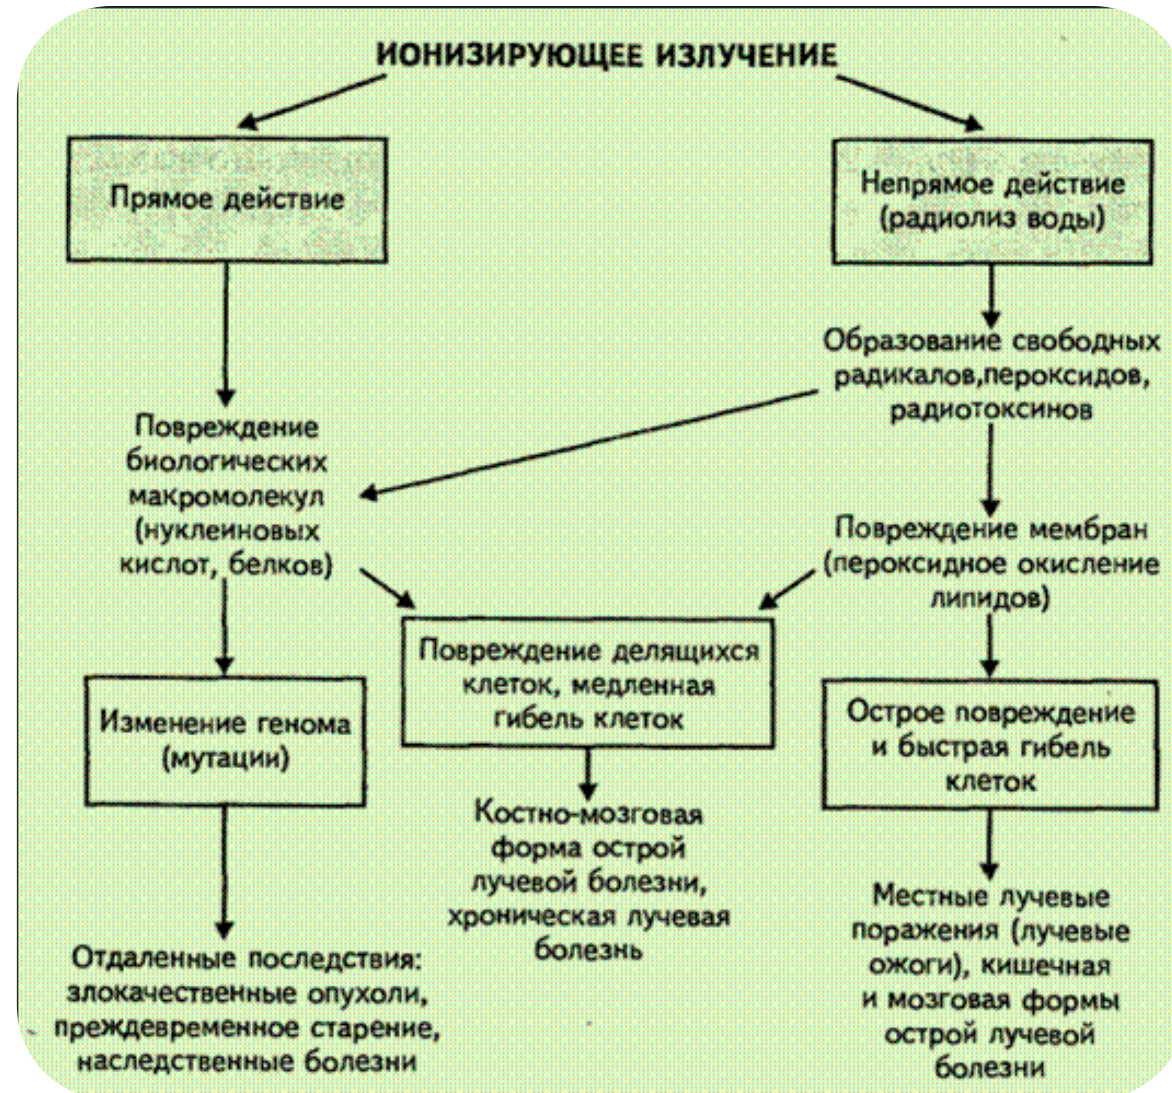 ИОНИЗИРУЮЩЕЕ ИЗЛУЧЕНИЕ
Прямое действие
Непрямое действие
(радиолиз воды)
Образование свободных
радикалов,пероксидов,
радиотоксинов
Повреждение
биологических
макромолекул
(нуклеиновых
кислот, белков)
Повреждение мембран
(пероксидное окисление
липидов)
Изменение генома
(мутации)
Повреждение делящихся
клеток, медленная
гибель клеток
Острое повреждение
и быстрая гибель
клеток
Отдаленные последствия:
злокачественные опухоли,
преждевременное старение,
наследственные болезни
Костно-мозговая
форма острой
лучевой болезни,
хроническая лучевая
болезнь
Местные лучевые
поражения (лучевые
ожоги), кишечная
и мозговая формы
острой лучевой
болезни